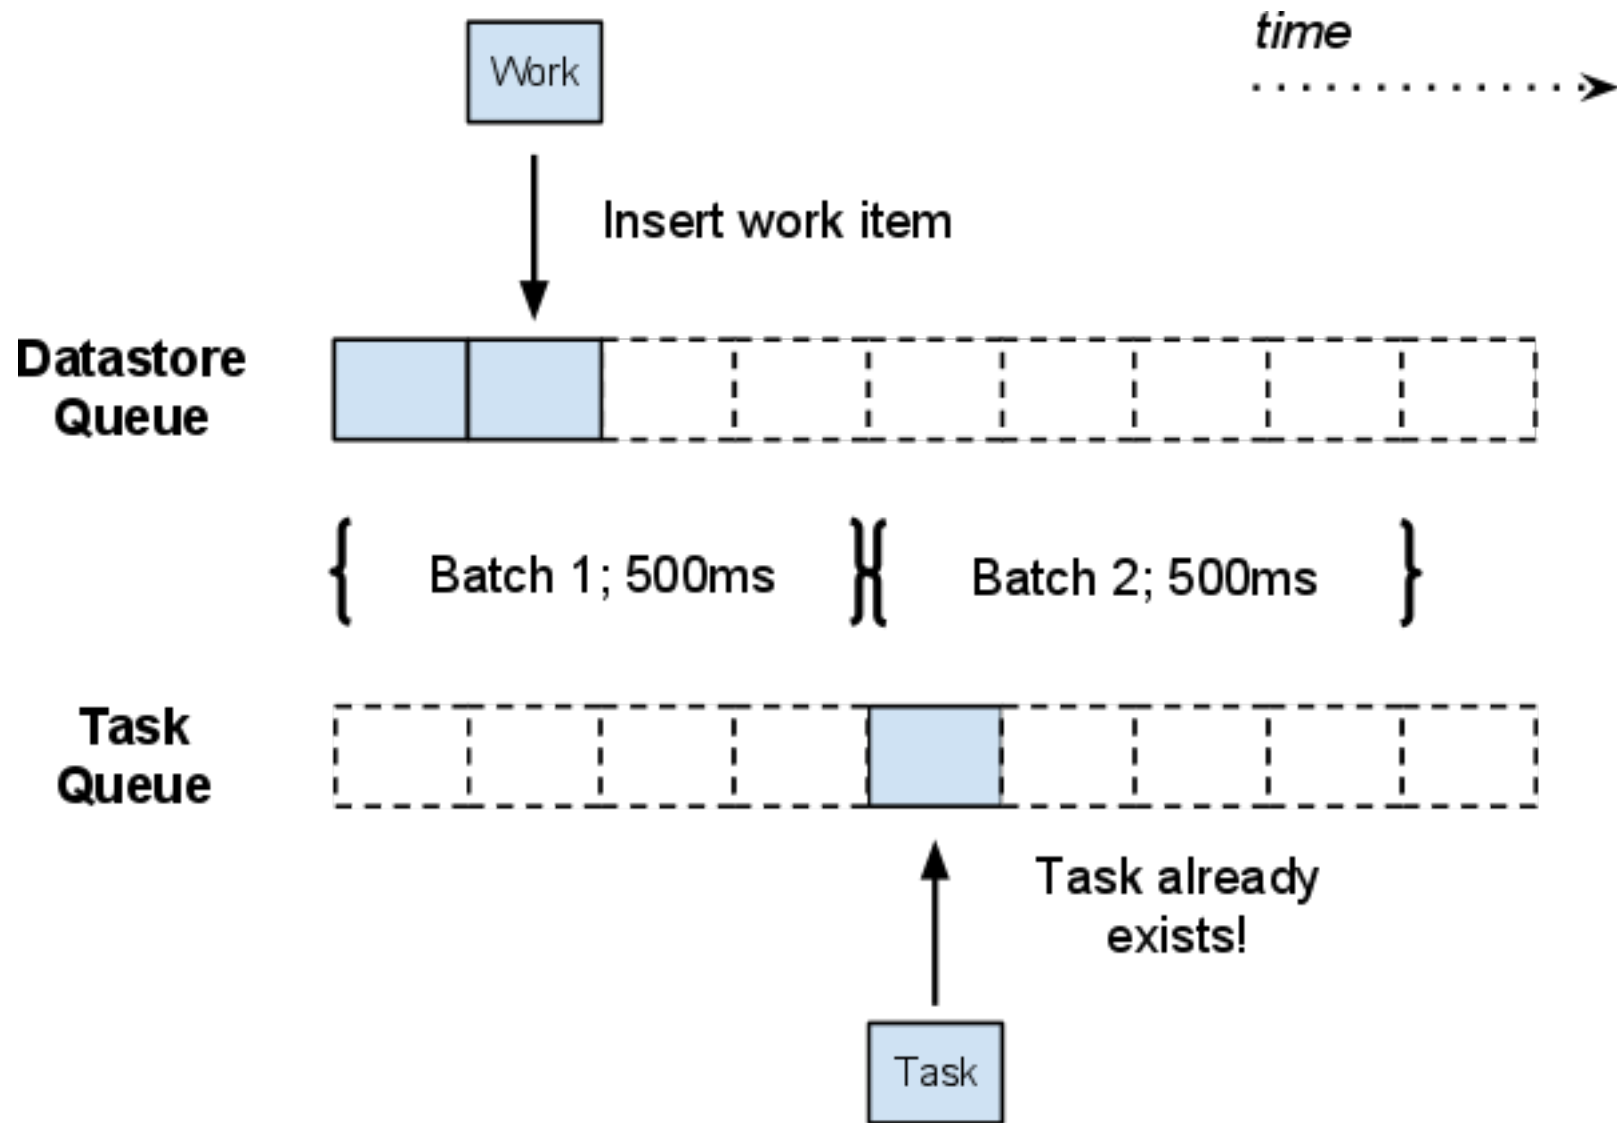 time
Work
Insert work item
Datastore
Queue
Batch 1; 500ms
Batch 2; 500ms
Task
Queue
Task already
exists!
Task